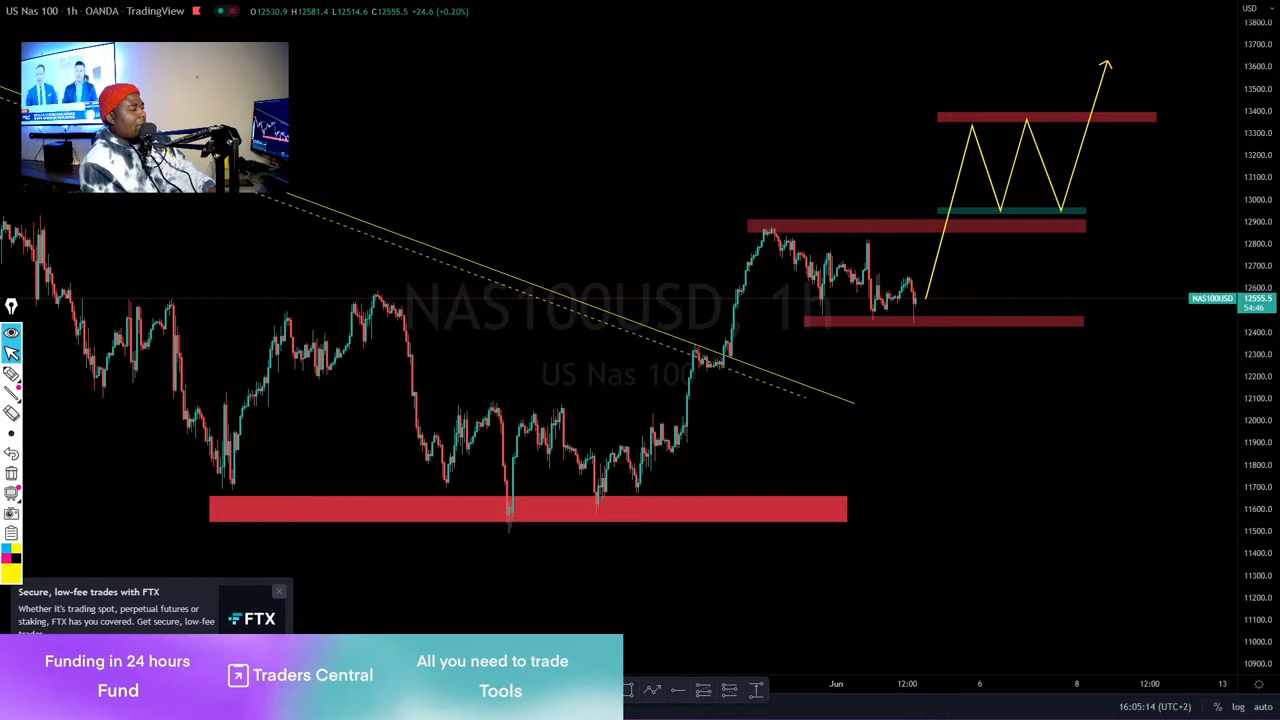 US Nas 100 · 1h · OANDA · TradingView
O12530.9 H12581.4 L12514.6 C12555.5 +24.6 (+0.20%)
USD
13800.0
13700.0
13600.0
13500.0
13400.0
13300.0
13200.0
13100.0
13000.0
12900.0
12800.0
12700.0
12600.0
NAS100USD
12555.5
54:46
12400.0
12300.0
12200.0
12100.0
12000.0
11900.0
11800.0
11700.0
11600.0
11500.0
11400.0
11300.0
11200.0
11100.0
11000.0
10900.0
NAS100USD, 1h
US Nas 100
Secure, low-fee trades with FTX
Whether it's trading spot, perpetual futures or
staking, FTX has you covered. Get secure, low-fee
trades
FTX
Funding in 24 hours
Fund
Traders Central
All you need to trade
Tools
Jun
12:00
6
8
12:00
13
16:05:14 (UTC+2)
%
log
auto